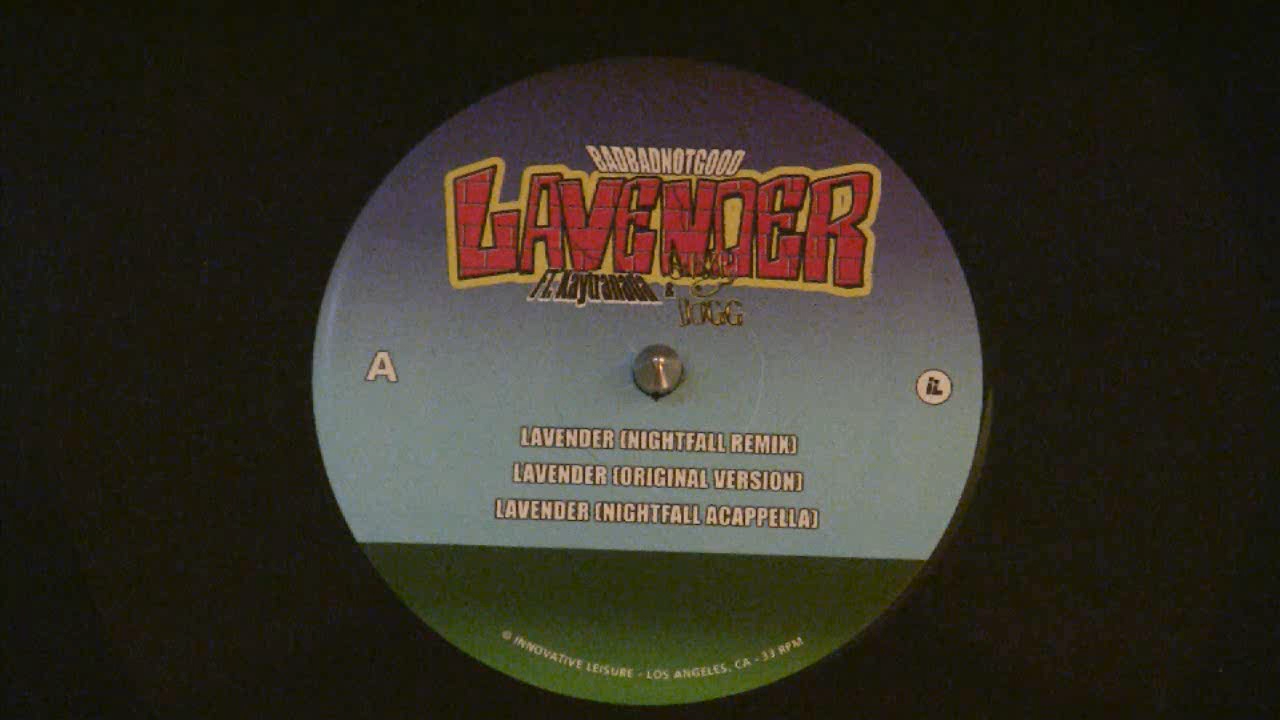 BADBADNOTGOOD
LAVENDER
Ft. Kaytranada &
DOGG
A
iL
LAVENDER (NIGHTFALL REMIX)
LAVENDER (ORIGINAL VERSION)
LAVENDER (NIGHTFALL ACAPPELLA)
© INNOVATIVE LEISURE - LOS ANGELES, CA - 33 RPM